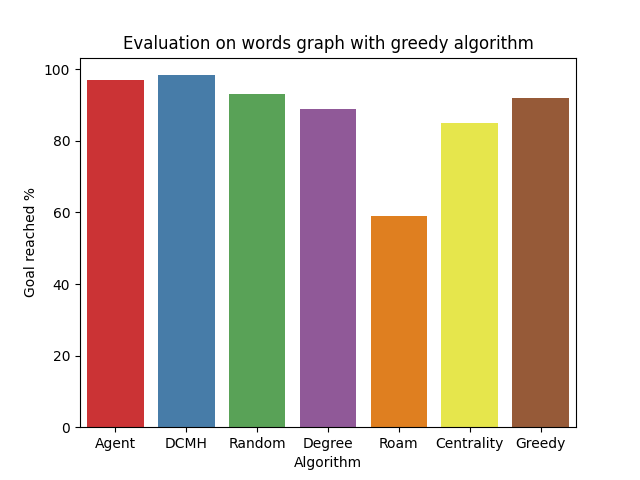 Evaluation on words graph with greedy algorithm
Goal reached %
100
80
60
40
20
0
Agent DCMH Random Degree Roam Centrality Greedy
Algorithm